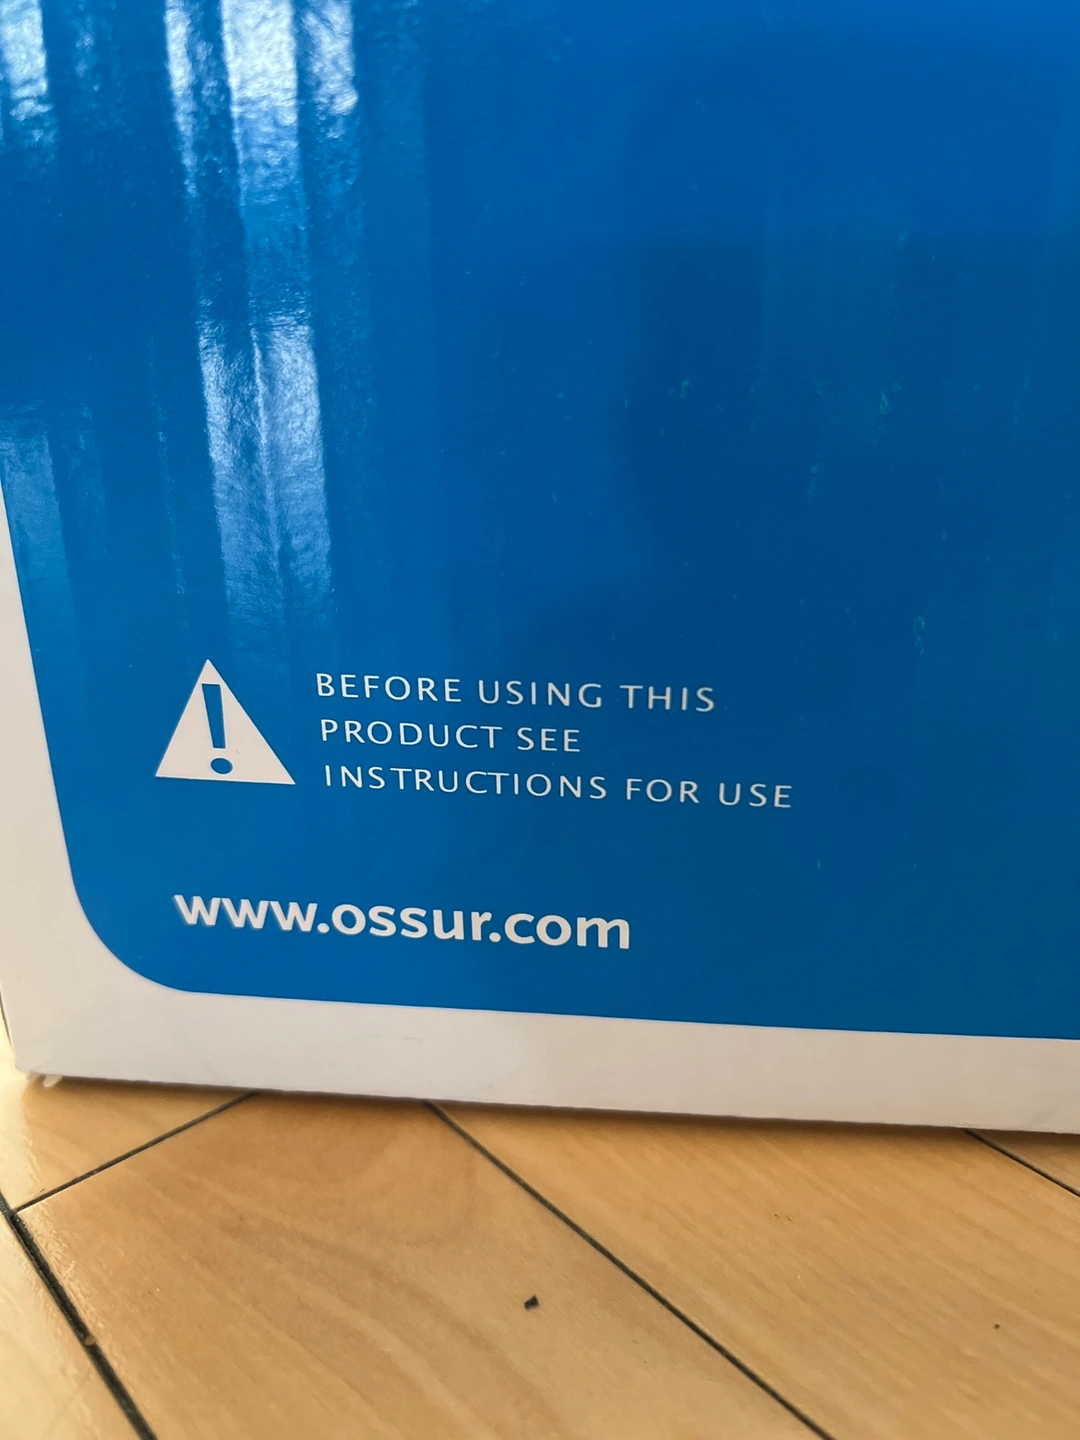 BEFORE USING THIS
PRODUCT SEE
INSTRUCTIONS FOR USE
www.ossur.com